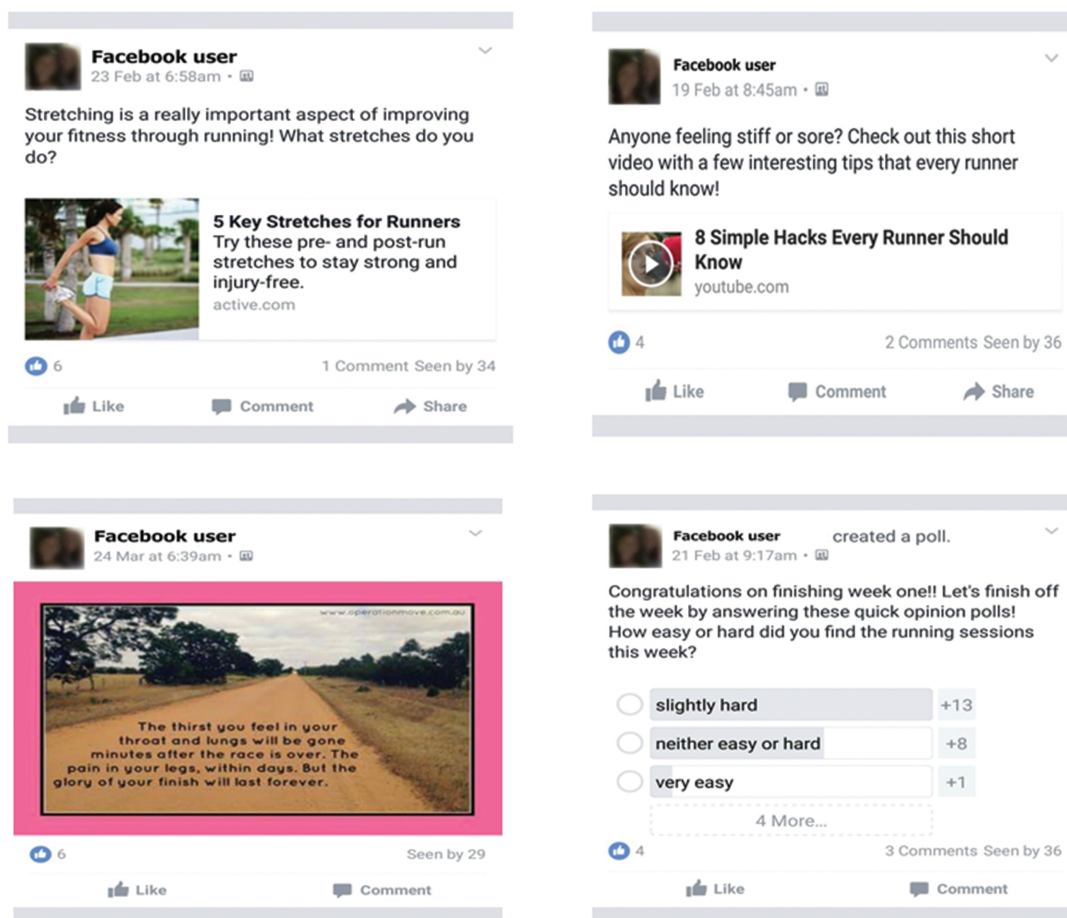 Facebook user
23 Feb at 6:58am •
Stretching is a really important aspect of improving
your fitness through running! What stretches do you
do?
5 Key Stretches for Runners
Try these pre- and post-run
stretches to stay strong and
injury-free.
active.com
6
1 Comment Seen by 34
Like Comment Share
Facebook user
19 Feb at 8:45am •
Anyone feeling stiff or sore? Check out this short
video with a few interesting tips that every runner
should know!
8 Simple Hacks Every Runner Should
Know
youtube.com
4
2 Comments Seen by 36
Like Comment Share
Facebook user
24 Mar at 6:39am •
www.operationmove.com.au
The thirst you feel in your
throat and lungs will be gone
minutes after the race is over. The
pain in your legs, within days. But the
glory of your finish will last forever.
6
Seen by 29
Like Comment
Facebook user created a poll.
21 Feb at 9:17am •
Congratulations on finishing week one!! Let's finish off
the week by answering these quick opinion polls!
How easy or hard did you find the running sessions
this week?
slightly hard +13
neither easy or hard +8
very easy +1
4 More...
4
3 Comments Seen by 36
Like Comment